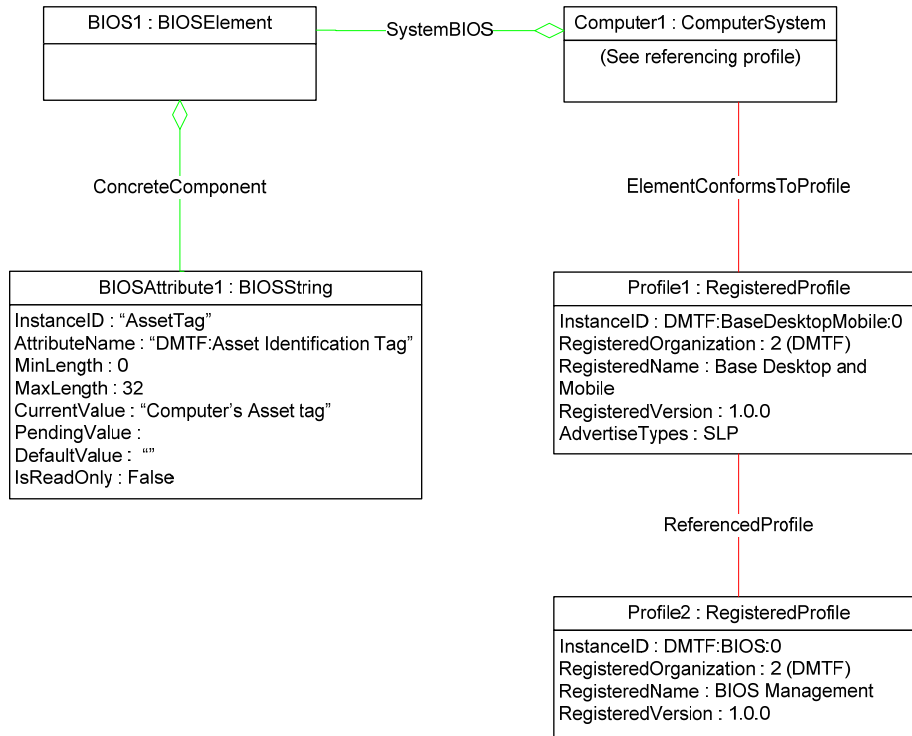 BIOS1 : BIOSElement
SystemBIOS
Computer1 : ComputerSystem
(See referencing profile)
ConcreteComponent
ElementConformsToProfile
BIOSAttribute1 : BIOSString
InstanceID : “AssetTag”
AttributeName : “DMTF:Asset Identification Tag”
MinLength : 0
MaxLength : 32
CurrentValue : “Computer’s Asset tag”
PendingValue :
DefaultValue : “”
IsReadOnly : False
Profile1 : RegisteredProfile
InstanceID : DMTF:BaseDesktopMobile:0
RegisteredOrganization : 2 (DMTF)
RegisteredName : Base Desktop and
Mobile
RegisteredVersion : 1.0.0
AdvertiseTypes : SLP
ReferencedProfile
Profile2 : RegisteredProfile
InstanceID : DMTF:BIOS:0
RegisteredOrganization : 2 (DMTF)
RegisteredName : BIOS Management
RegisteredVersion : 1.0.0